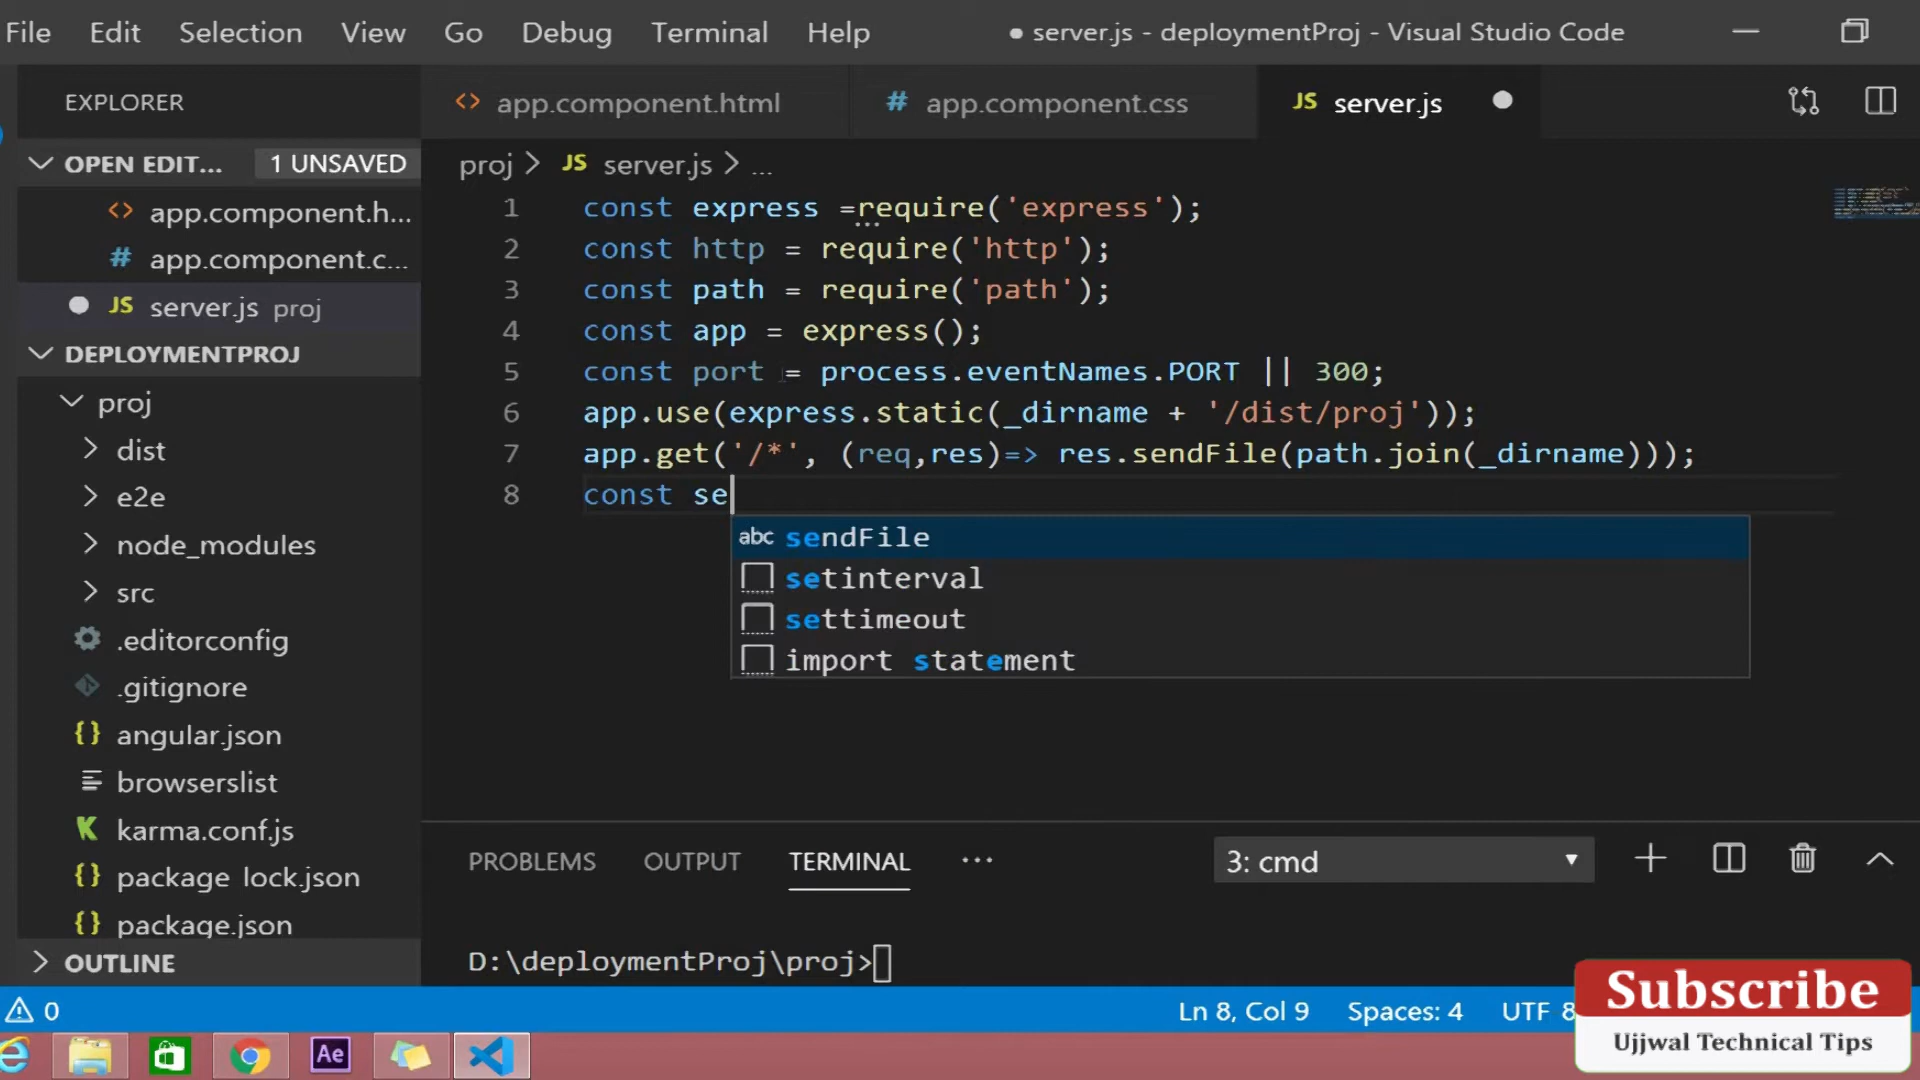 File Edit Selection View Go Debug Terminal Help ● server.js - deploymentProj - Visual Studio Code
EXPLORER
app.component.html
# app.component.css
JS server.js
OPEN EDIT... 1 UNSAVED
app.component.h...
# app.component.c...
JS server.js proj
DEPLOYMENTPROJ
proj
dist
e2e
node_modules
src
.editorconfig
.gitignore
{} angular.json
browserslist
karma.conf.js
{} package lock.json
{} package.json
OUTLINE
proj > JS server.js > ...
1 const express =require('express');
2 const http = require('http');
3 const path = require('path');
4 const app = express();
5 const port = process.eventNames.PORT || 300;
6 app.use(express.static(_dirname + '/dist/proj'));
7 app.get('/*', (req,res)=> res.sendFile(path.join(_dirname)));
8 const se
abc sendFile
setinterval
settimeout
import statement
PROBLEMS OUTPUT TERMINAL ... 3: cmd
D:\deploymentProj\proj>
0 Ln 8, Col 9 Spaces: 4 UTF 8
Subscribe
Ujjwal Technical Tips
Ae